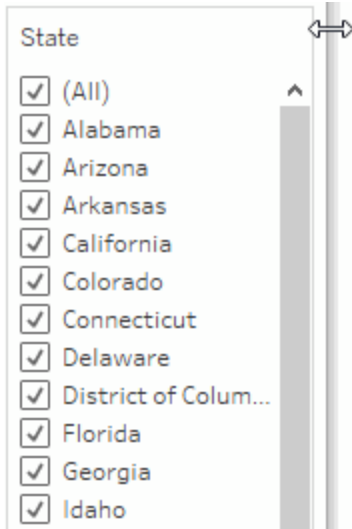 State
(All)
Alabama
Arizona
Arkansas
California
Colorado
Connecticut
Delaware
District of Colum...
Florida
Georgia
Idaho